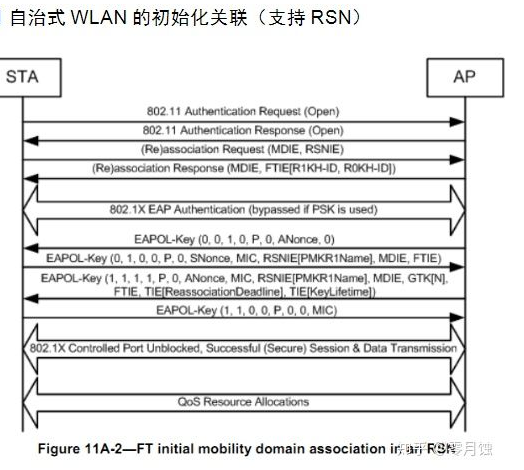 自治式 WLAN 的初始化关联（支持 RSN）
STA
AP
802.11 Authentication Request (Open)
802.11 Authentication Response (Open)
(Re)association Request (MDIE, RSNIE)
(Re)association Response (MDIE, FTIE[R1KH-ID, R0KH-ID])
802.1X EAP Authentication (bypassed if PSK is used)
EAPOL-Key (0, 0, 1, 0, P, 0, ANonce, 0)
EAPOL-Key (0, 1, 0, 0, P, 0, SNonce, MIC, RSNIE[PMKR1Name], MDIE, FTIE)
EAPOL-Key (1, 1, 1, 1, P, 0, ANonce, MIC, RSNIE[PMKR1Name], MDIE, GTK[N],
FTIE, TIE[ReassociationDeadline], TIE[KeyLifetime])
EAPOL-Key (1, 1, 0, 0, P, 0, 0, MIC)
802.1X Controlled Port Unblocked, Successful (Secure) Session & Data Transmission
QoS Resource Allocations
Figure 11A-2—FT initial mobility domain association in an RSN
知乎 @零月蚀